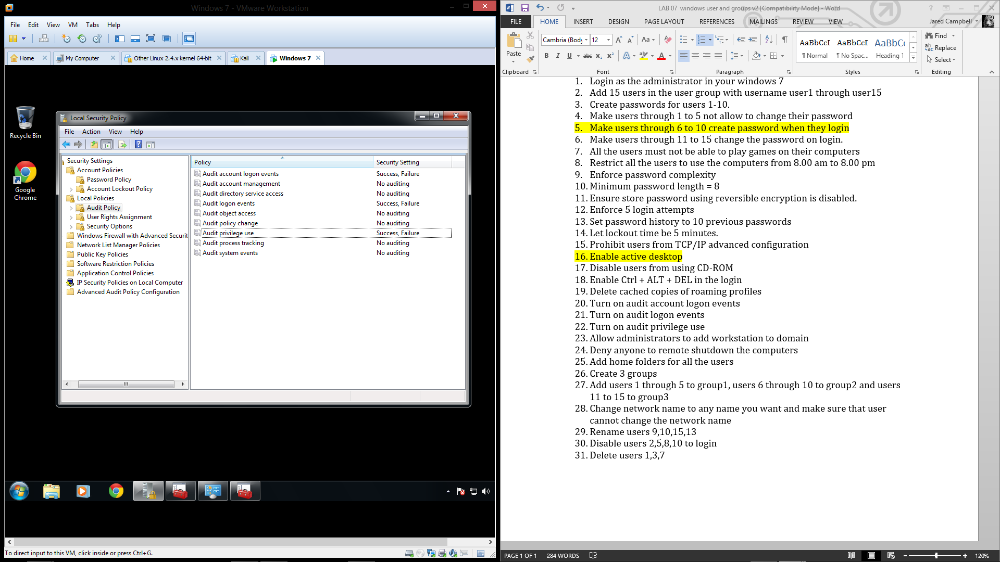 Windows 7 - VMware Workstation
File Edit View VM Tabs Help
Home My Computer Other Linux 2.4.x kernel 64-bit Kali Windows 7
Recycle Bin
Google
Chrome
Local Security Policy
File Action View Help
Security Settings
Account Policies
Password Policy
Account Lockout Policy
Local Policies
Audit Policy
User Rights Assignment
Security Options
Windows Firewall with Advanced Securit
Network List Manager Policies
Public Key Policies
Software Restriction Policies
Application Control Policies
IP Security Policies on Local Computer
Advanced Audit Policy Configuration
Policy Security Setting
Audit account logon events Success, Failure
Audit account management No auditing
Audit directory service access No auditing
Audit logon events Success, Failure
Audit object access No auditing
Audit policy change No auditing
Audit privilege use Success, Failure
Audit process tracking No auditing
Audit system events No auditing
To direct input to this VM, click inside or press Ctrl+G.
LAB 07 windows user and groups v2 [Compatibility Mode] - Word
FILE HOME INSERT DESIGN PAGE LAYOUT REFERENCES MAILINGS REVIEW VIEW Jared Campbell
Paste
Cambria (Body 12
Aa
B I U abc X₂ X² A A
AaBbCcI AaBbCcI AaBbC
¶ Normal ¶ No Spac... Heading 1
Find
Replace
Select
Clipboard Font Paragraph Styles Editing
1. Login as the administrator in your windows 7
2. Add 15 users in the user group with username user1 through user15
3. Create passwords for users 1-10.
4. Make users through 1 to 5 not allow to change their password
5. Make users through 6 to 10 create password when they login
6. Make users through 11 to 15 change the password on login.
7. All the users must not be able to play games on their computers
8. Restrict all the users to use the computers from 8.00 am to 8.00 pm
9. Enforce password complexity
10. Minimum password length = 8
11. Ensure store password using reversible encryption is disabled.
12. Enforce 5 login attempts
13. Set password history to 10 previous passwords
14. Let lockout time be 5 minutes.
15. Prohibit users from TCP/IP advanced configuration
16. Enable active desktop
17. Disable users from using CD-ROM
18. Enable Ctrl + ALT + DEL in the login
19. Delete cached copies of roaming profiles
20. Turn on audit account logon events
21. Turn on audit logon events
22. Turn on audit privilege use
23. Allow administrators to add workstation to domain
24. Deny anyone to remote shutdown the computers
25. Add home folders for all the users
26. Create 3 groups
27. Add users 1 through 5 to group1, users 6 through 10 to group2 and users
11 to 15 to group3
28. Change network name to any name you want and make sure that user
cannot change the network name
29. Rename users 9,10,15,13
30. Disable users 2,5,8,10 to login
31. Delete users 1,3,7
PAGE 1 OF 1 284 WORDS 120%